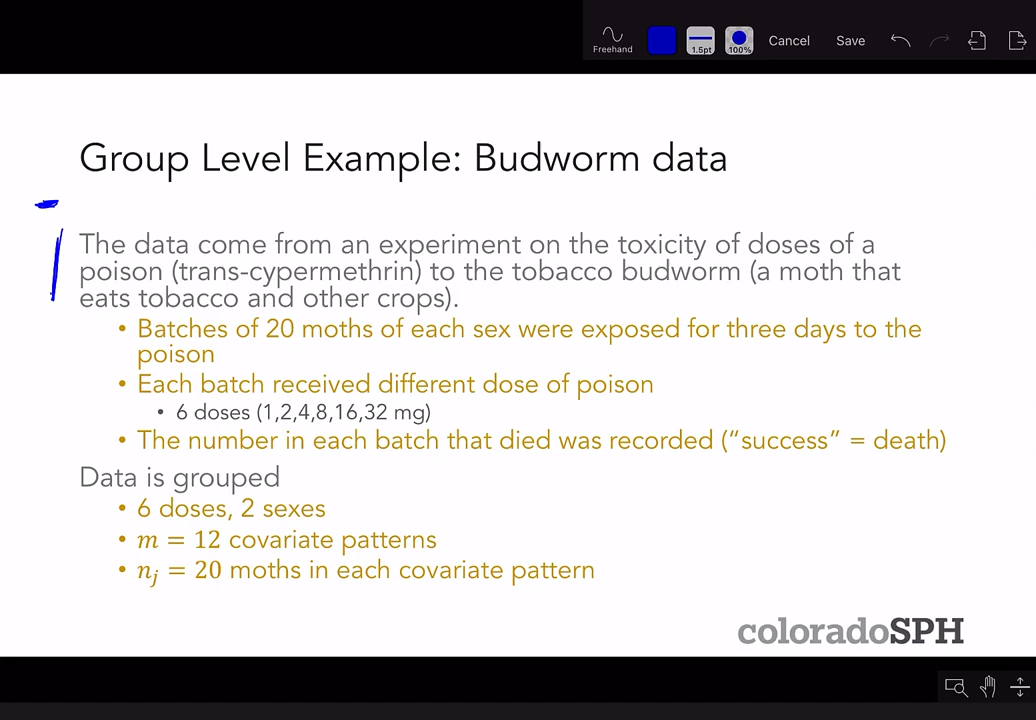 Freehand
1.5pt
100%
Cancel
Save
Group Level Example: Budworm data
The data come from an experiment on the toxicity of doses of a
poison (trans-cypermethrin) to the tobacco budworm (a moth that
eats tobacco and other crops).
• Batches of 20 moths of each sex were exposed for three days to the
poison
• Each batch received different dose of poison
• 6 doses (1,2,4,8,16,32 mg)
• The number in each batch that died was recorded (“success” = death)
Data is grouped
• 6 doses, 2 sexes
• m = 12 covariate patterns
• nⱼ = 20 moths in each covariate pattern
coloradoSPH